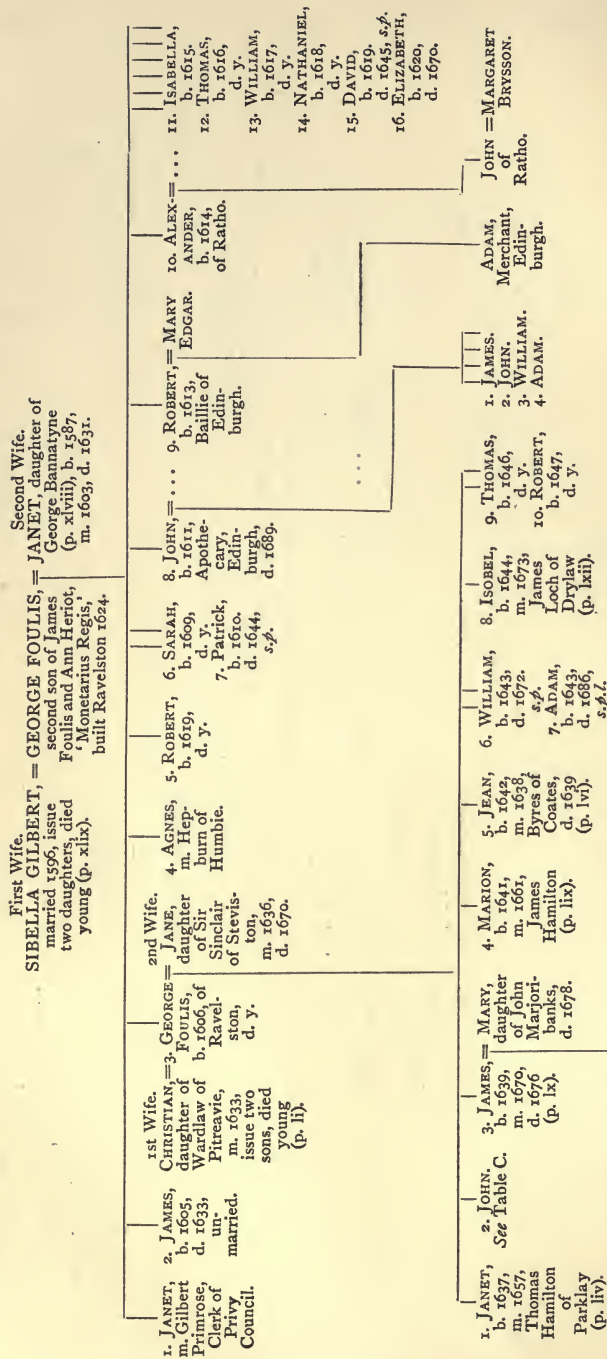 First Wife.
SIBELLA GILBERT,
married 1596, issue
two daughters, died
young (p. xlix).
= GEORGE FOULIS, =
second son of James
Foulis and Ann Heriot,
‘Monetarius Regis,’
built Ravelston 1624.
Second Wife.
JANET, daughter of
George Bannatyne
(p. xlviii), b. 1587,
m. 1603, d. 1631.
1. JANET,
m. Gilbert
Primrose,
Clerk of
Privy
Council.
2. JAMES,
b. 1605,
d. 1633,
un-
married.
1st Wife.
CHRISTIAN, =
daughter of
Wardlaw of
Pitreavie,
m. 1633,
issue two
sons, died
young
(p. li).
3. GEORGE =
FOULIS,
b. 1606, of
Ravel-
ston,
d. y.
2nd Wife.
JANE,
daughter
of Sir
Sinclair
of Stevis-
ton,
m. 1636,
d. 1670.
4. AGNES,
m. Hep-
burn of
Humbie.
5. ROBERT,
b. 1619,
d. y.
6. SARAH,
b. 1609,
d. y.
7. Patrick,
b. 1610.
d. 1644,
s.p.
8. JOHN, = ...
b. 1611,
Apothe-
cary,
Edin-
burgh,
d. 1689.
9. ROBERT, = MARY
b. 1613, EDGAR.
Baillie of
Edin-
burgh.
10. ALEX- = ...
ANDER,
b. 1614,
of Ratho.
11. ISABELLA,
b. 1615.
12. THOMAS,
b. 1616,
d. y.
13. WILLIAM,
b. 1617,
d. y.
14. NATHANIEL,
b. 1618,
d. y.
15. DAVID,
b. 1619.
d. 1645, s.p.
16. ELIZABETH,
b. 1620,
d. 1670.
1. JANET,
b. 1637,
m. 1657,
Thomas
Hamilton
of
Parklay
(p. liv).
2. JOHN.
See Table C.
3. JAMES, =
b. 1639,
m. 1670,
d. 1676
(p. lx).
MARY,
daughter
of John
Marjori-
banks,
d. 1678.
4. MARION,
b. 1641,
m. 1661,
James
Hamilton
(p. lix).
5. JEAN,
b. 1642,
m. 1638,
Byres of
Coates,
d. 1639
(p. lvi).
6. WILLIAM,
b. 1643,
d. 1672.
s.p.
7. ADAM,
b. 1643,
d. 1686,
s.p.l.
8. ISOBEL,
b. 1644,
m. 1673,
James
Loch of
Drylaw
(p. lxii).
9. THOMAS,
b. 1646,
d. y.
10. ROBERT,
b. 1647,
d. y.
...
1. JAMES.
2. JOHN.
3. WILLIAM.
4. ADAM.
ADAM,
Merchant,
Edin-
burgh.
JOHN = MARGARET
of BRYSSON.
Ratho.